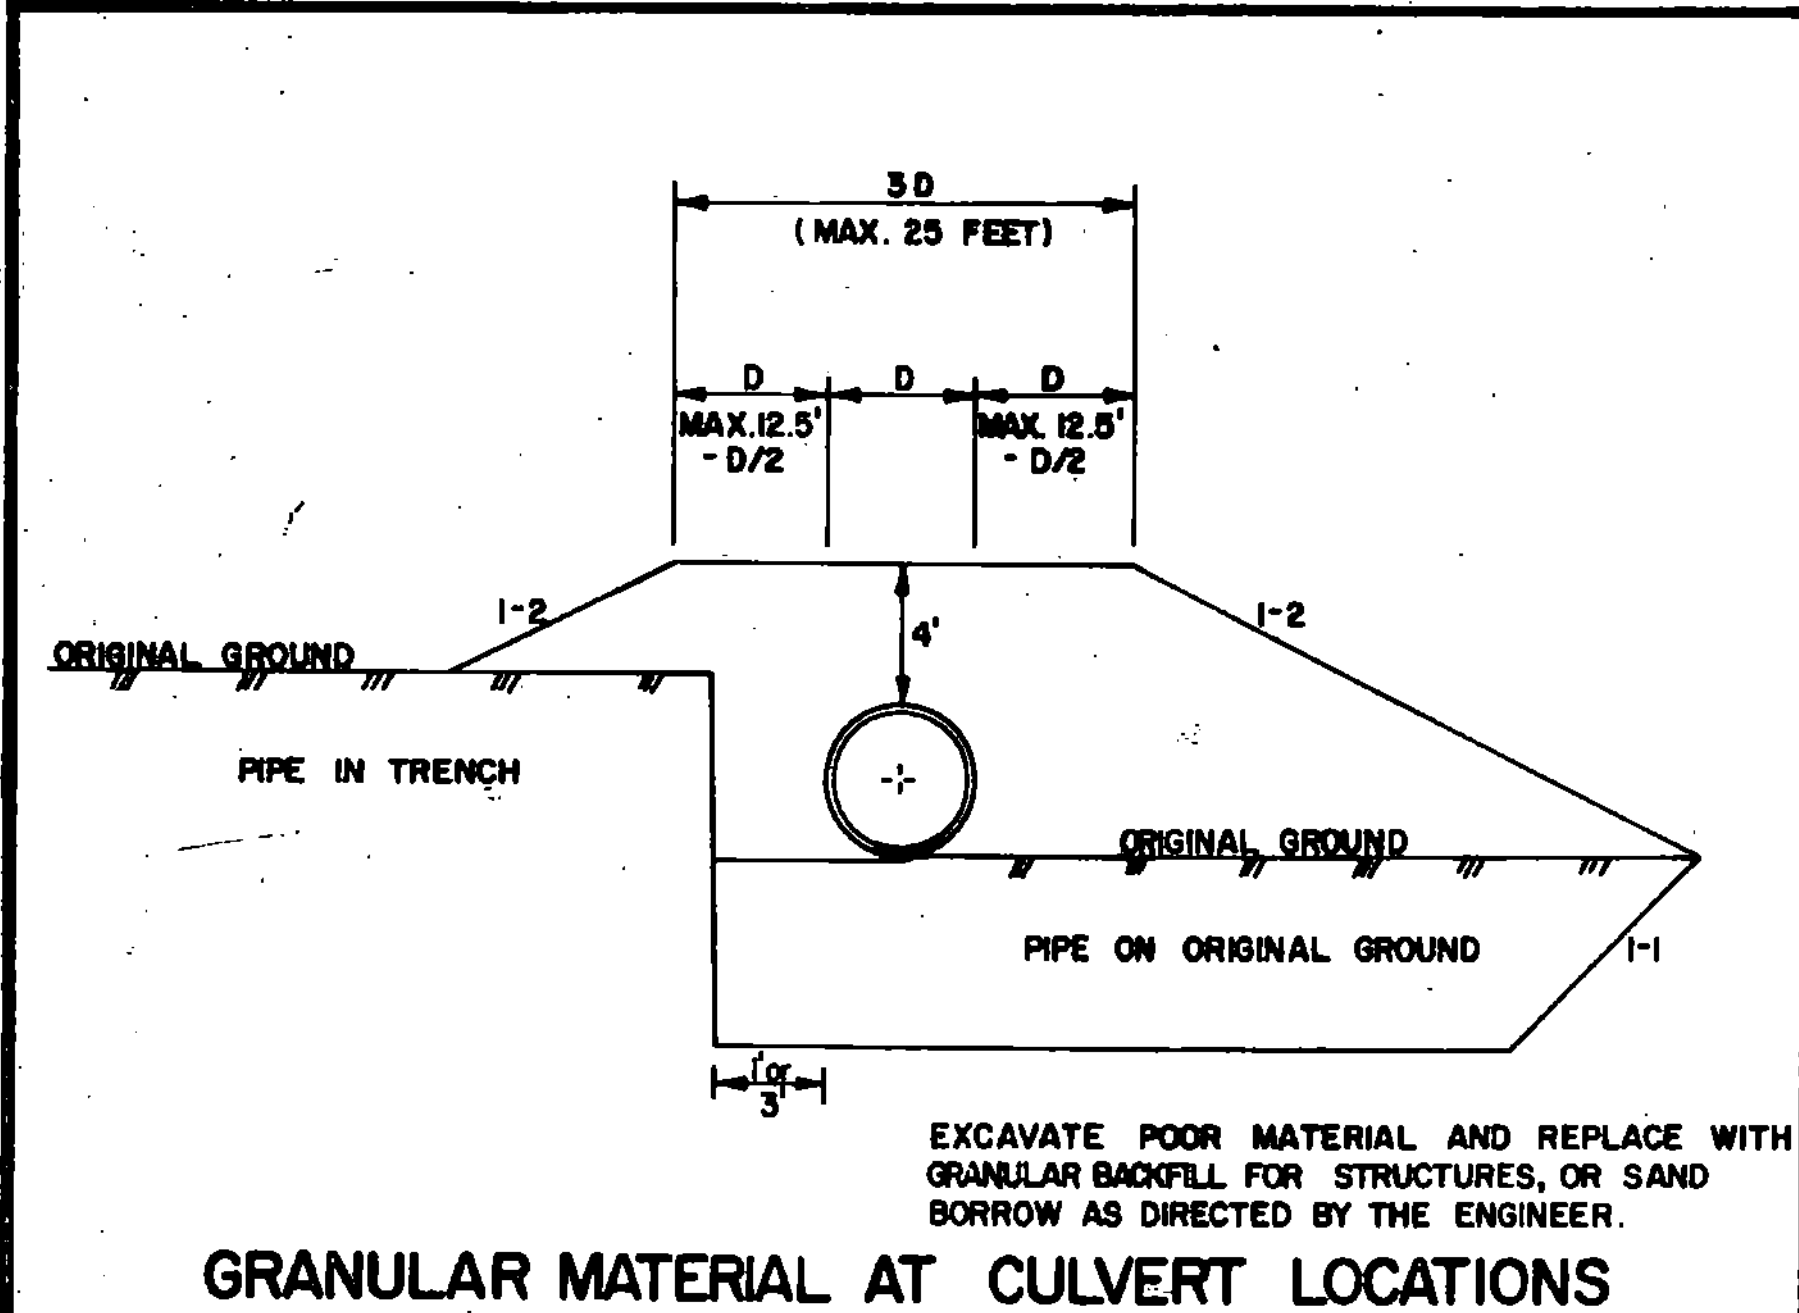 3D
(MAX. 25 FEET)
D D D
MAX. 12.5' MAX. 12.5'
- D/2 - D/2
1-2 1-2
4'
ORIGINAL GROUND
PIPE IN TRENCH
ORIGINAL GROUND
PIPE ON ORIGINAL GROUND
1-1
1' or
3'
EXCAVATE POOR MATERIAL AND REPLACE WITH
GRANULAR BACKFILL FOR STRUCTURES, OR SAND
BORROW AS DIRECTED BY THE ENGINEER.
GRANULAR MATERIAL AT CULVERT LOCATIONS